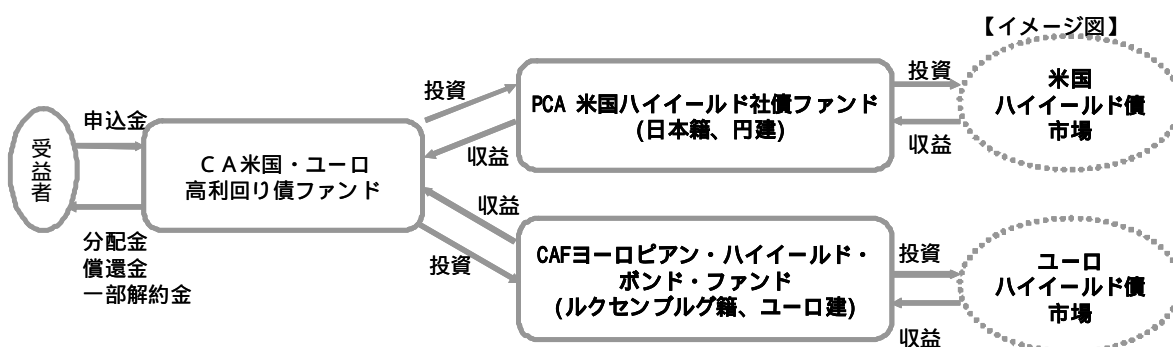 【イメージ図】
受益者
申込金
分配金
償還金
一部解約金
ＣＡ米国・ユーロ
高利回り債ファンド
投資
収益
収益
投資
PCA 米国ハイイールド社債ファンド
(日本籍、円建)
CAFヨーロピアン・ハイイールド・
ボンド・ファンド
(ルクセンブルグ籍、ユーロ建)
投資
収益
米国
ハイイールド債
市場
投資
収益
ユーロ
ハイイールド債
市場